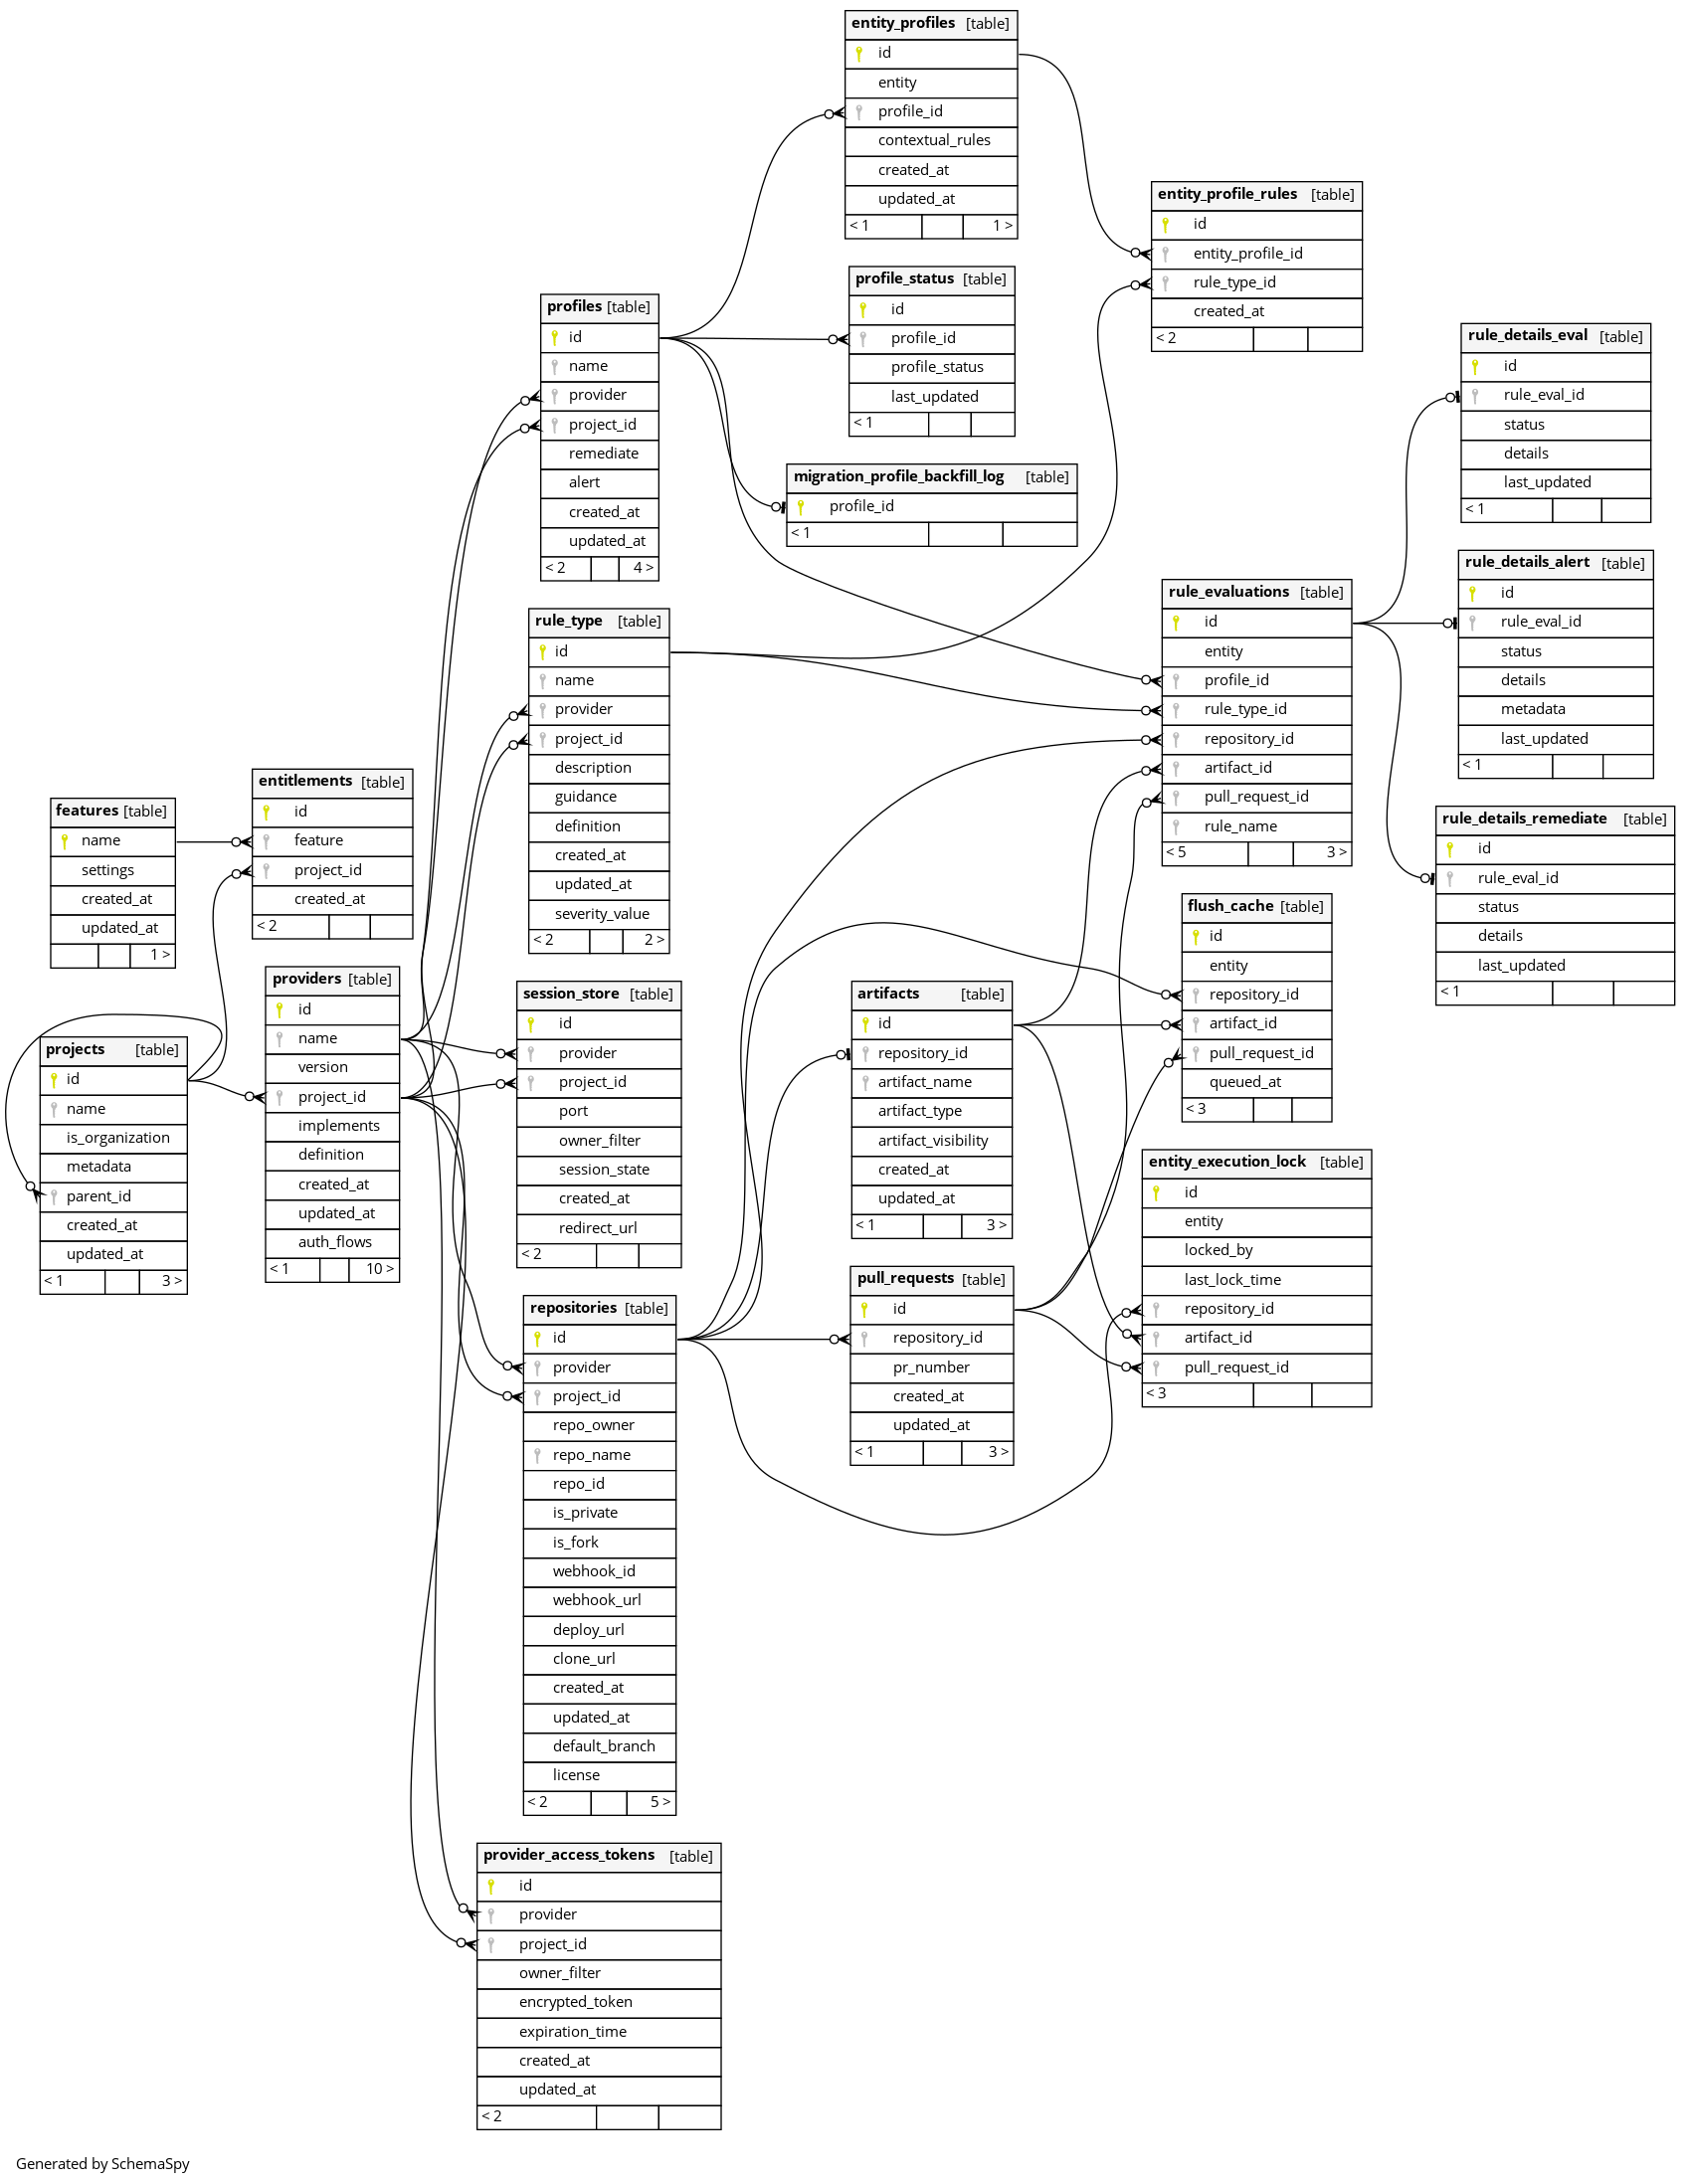 entity_profiles [table]
id
entity
profile_id
contextual_rules
created_at
updated_at
< 1 1 >
entity_profile_rules [table]
id
entity_profile_id
rule_type_id
created_at
< 2
profile_status [table]
id
profile_id
profile_status
last_updated
< 1
profiles [table]
id
name
provider
project_id
remediate
alert
created_at
updated_at
< 2 4 >
migration_profile_backfill_log [table]
profile_id
< 1
rule_details_eval [table]
id
rule_eval_id
status
details
last_updated
< 1
rule_details_alert [table]
id
rule_eval_id
status
details
metadata
last_updated
< 1
rule_evaluations [table]
id
entity
profile_id
rule_type_id
repository_id
artifact_id
pull_request_id
rule_name
< 5 3 >
rule_type [table]
id
name
provider
project_id
description
guidance
definition
created_at
updated_at
severity_value
< 2 2 >
rule_details_remediate [table]
id
rule_eval_id
status
details
last_updated
< 1
entitlements [table]
id
feature
project_id
created_at
< 2
features [table]
name
settings
created_at
updated_at
1 >
flush_cache [table]
id
entity
repository_id
artifact_id
pull_request_id
queued_at
< 3
providers [table]
id
name
version
project_id
implements
definition
created_at
updated_at
auth_flows
< 1 10 >
session_store [table]
id
provider
project_id
port
owner_filter
session_state
created_at
redirect_url
< 2
artifacts [table]
id
repository_id
artifact_name
artifact_type
artifact_visibility
created_at
updated_at
< 1 3 >
projects [table]
id
name
is_organization
metadata
parent_id
created_at
updated_at
< 1 3 >
entity_execution_lock [table]
id
entity
locked_by
last_lock_time
repository_id
artifact_id
pull_request_id
< 3
pull_requests [table]
id
repository_id
pr_number
created_at
updated_at
< 1 3 >
repositories [table]
id
provider
project_id
repo_owner
repo_name
repo_id
is_private
is_fork
webhook_id
webhook_url
deploy_url
clone_url
created_at
updated_at
default_branch
license
< 2 5 >
provider_access_tokens [table]
id
provider
project_id
owner_filter
encrypted_token
expiration_time
created_at
updated_at
< 2
Generated by SchemaSpy